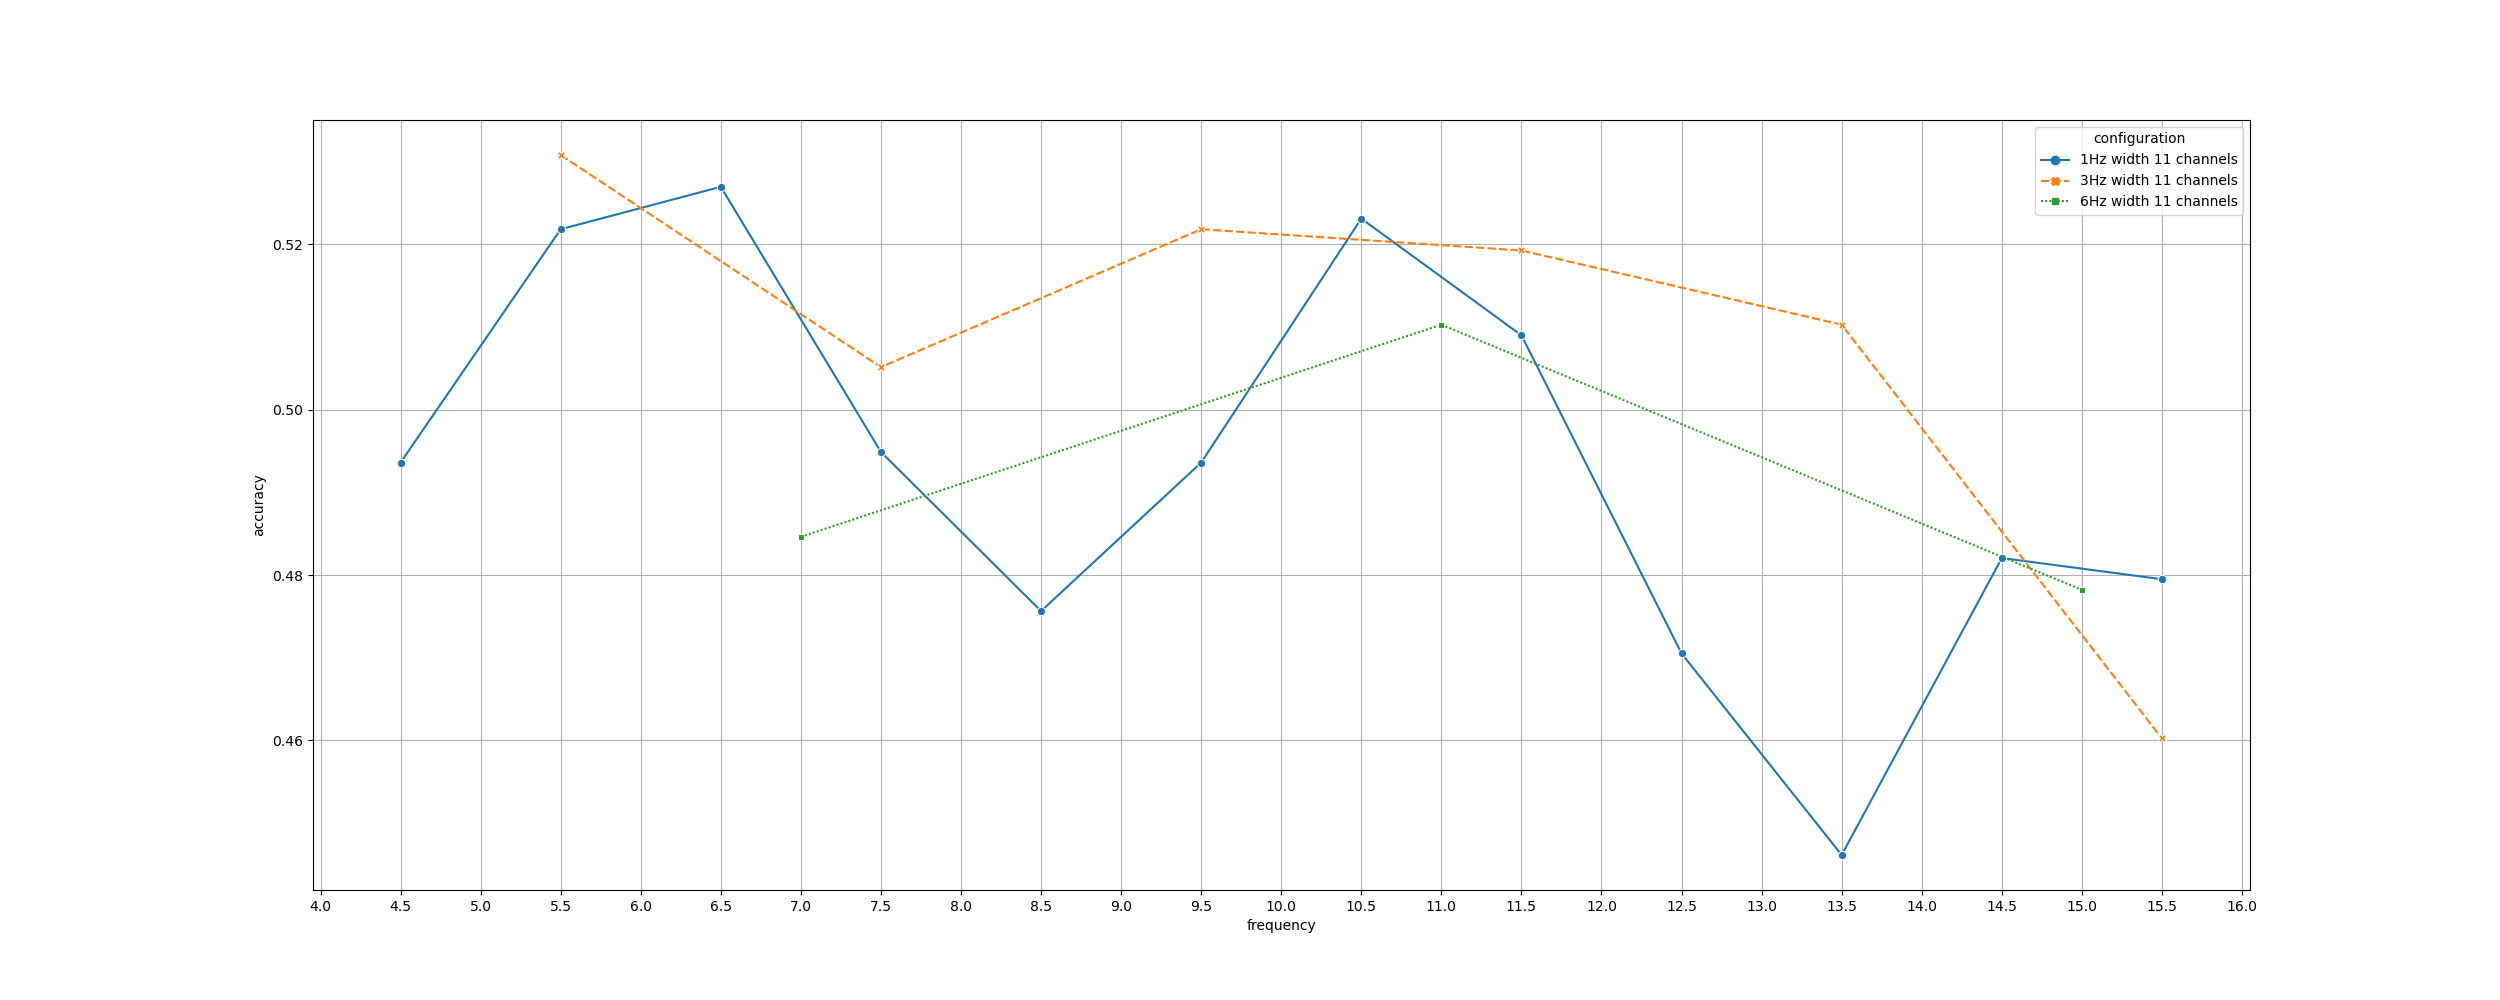 configuration
1Hz width 11 channels
3Hz width 11 channels
6Hz width 11 channels
0.52
0.50
0.48
0.46
accuracy
4.0 4.5 5.0 5.5 6.0 6.5 7.0 7.5 8.0 8.5 9.0 9.5 10.0 10.5 11.0 11.5 12.0 12.5 13.0 13.5 14.0 14.5 15.0 15.5 16.0
frequency